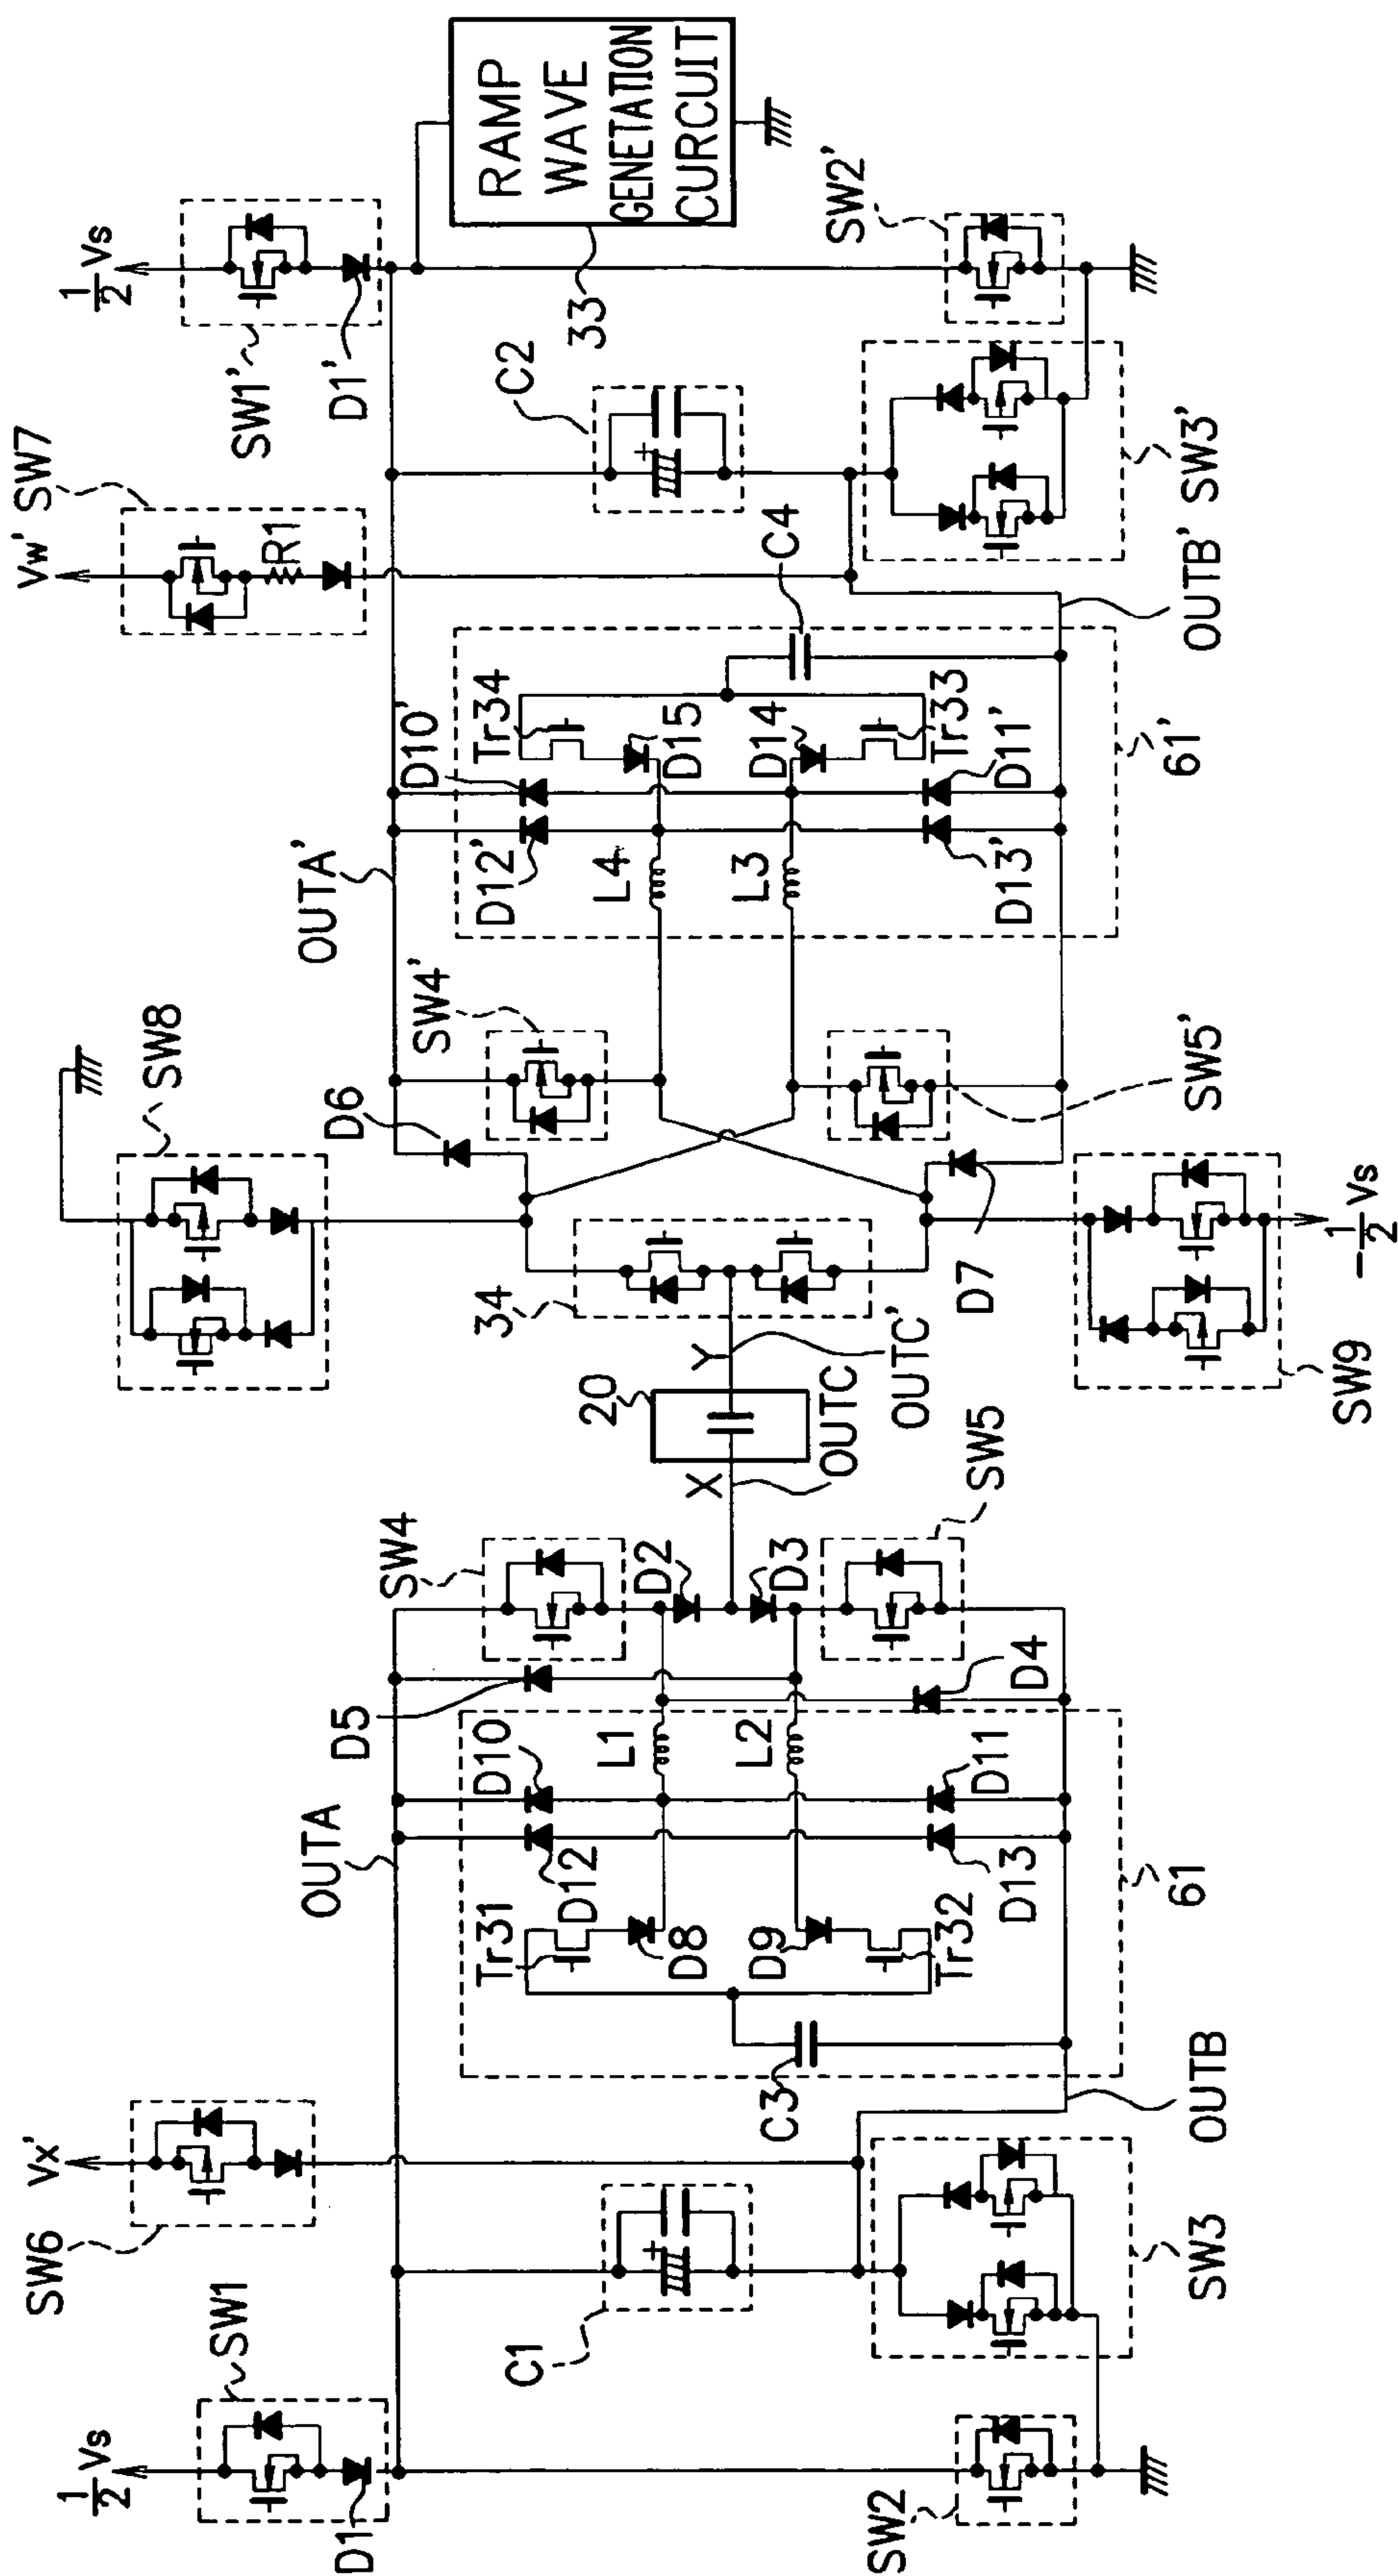 1/2 Vs
SW1
D1
SW2
Vx'
SW6
C1
SW3
OUTB
OUTA
C3
Tr31
D8
D9
Tr32
61
D12
D10
D13
D11
L1
L2
D5
D4
SW4
D2
D3
SW5
X
OUTC
20
Y
OUTC'
34
SW8
SW9
-1/2 Vs
D6
D7
SW4'
SW5'
OUTA'
L4
L3
D12'
D10'
D13'
D11'
Tr34
D15
D14
Tr33
61'
C4
OUTB'
Vw'
SW7
R1
C2
SW3'
1/2 Vs
SW1'
D1'
SW2'
33
RAMP
WAVE
GENETATION
CURCUIT